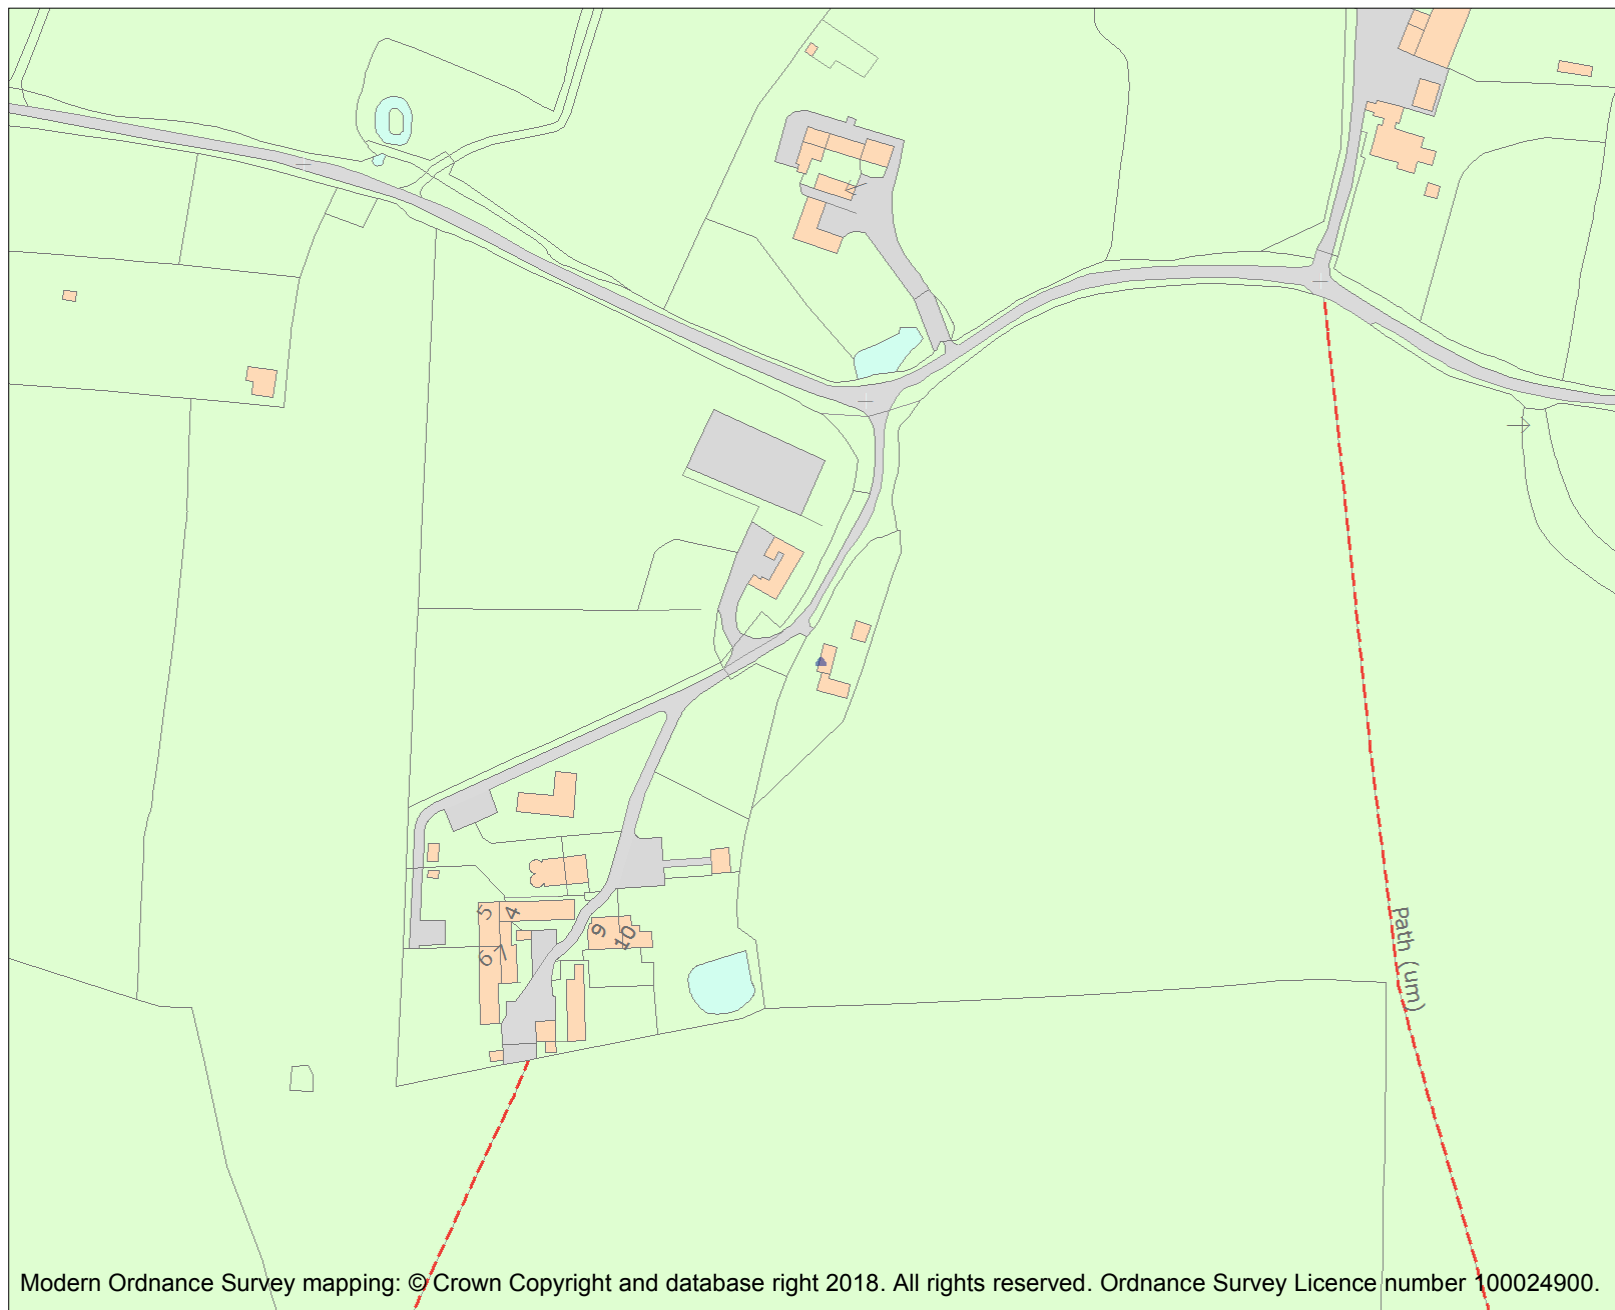 5 4
9
10
6 7
Path (um)
Modern Ordnance Survey mapping: © Crown Copyright and database right 2018. All rights reserved. Ordnance Survey Licence number 100024900.